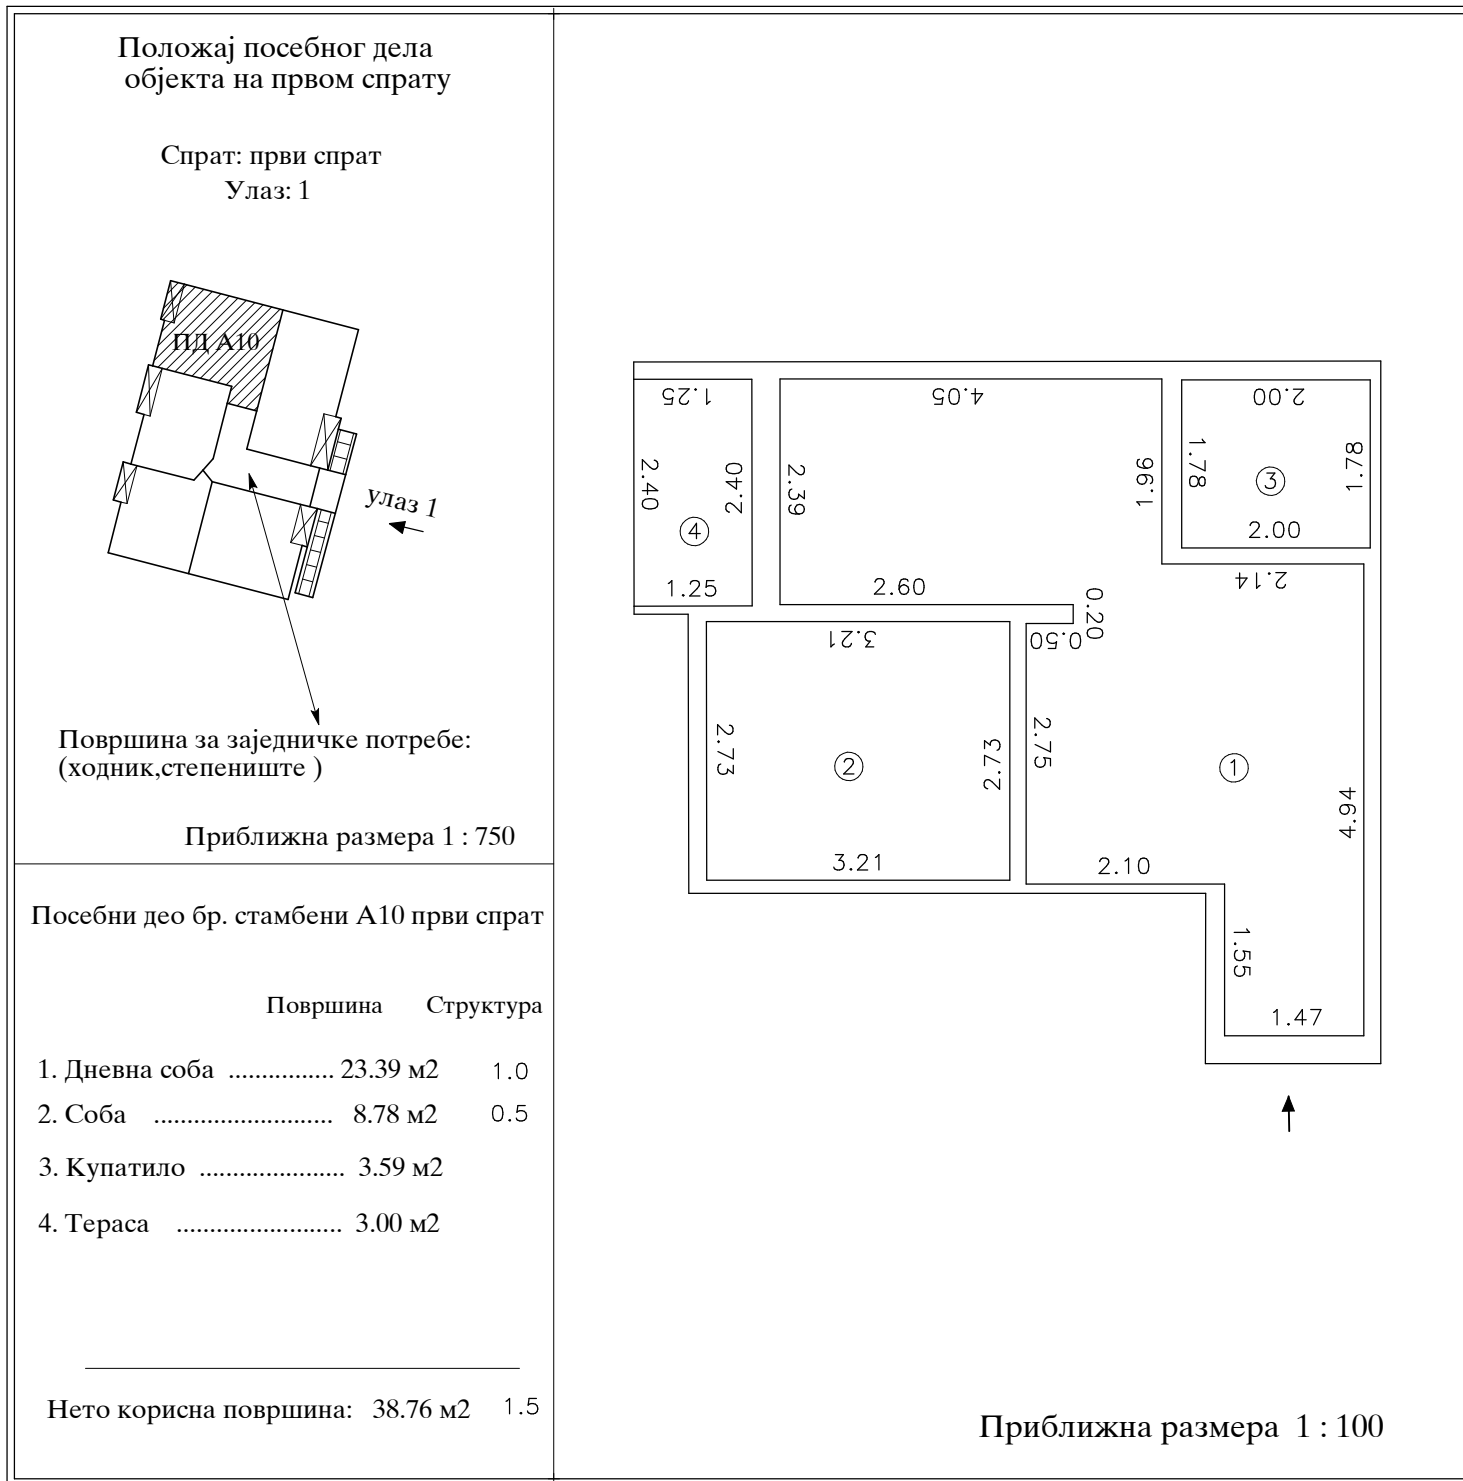 Положај посебног дела
објекта на првом спрату
Спрат: први спрат
Улаз: 1
ПД А10
улаз 1
Површина за заједничке потребе:
(ходник,степениште )
Приближна размера 1 : 750
Посебни део бр. стамбени А10 први спрат
Површина Структура
1. Дневна соба ................ 23.39 м2 1.0
2. Соба ........................... 8.78 м2 0.5
3. Купатило ...................... 3.59 м2
4. Тераса ......................... 3.00 м2
Нето корисна површина: 38.76 м2 1.5
1.25
4.05
2.00
2.40
2.40
2.39
1.96
1.78
3
1.78
4
2.00
1.25
2.60
2.14
0.20
3.21
0.50
2.73
2
2.73
2.75
1
4.94
3.21
2.10
1.55
1.47
Приближна размера 1 : 100